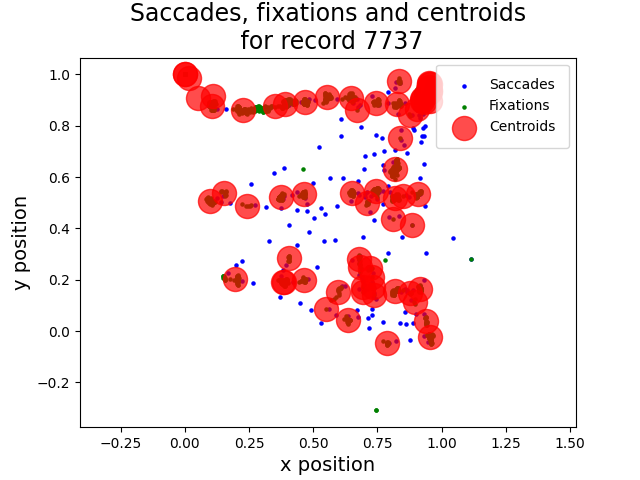 Saccades, fixations and centroids
for record 7737
1.0
0.8
0.6
0.4
0.2
0.0
−0.2
y position
−0.25
0.00
0.25
0.50
0.75
1.00
1.25
1.50
x position
Saccades
Fixations
Centroids